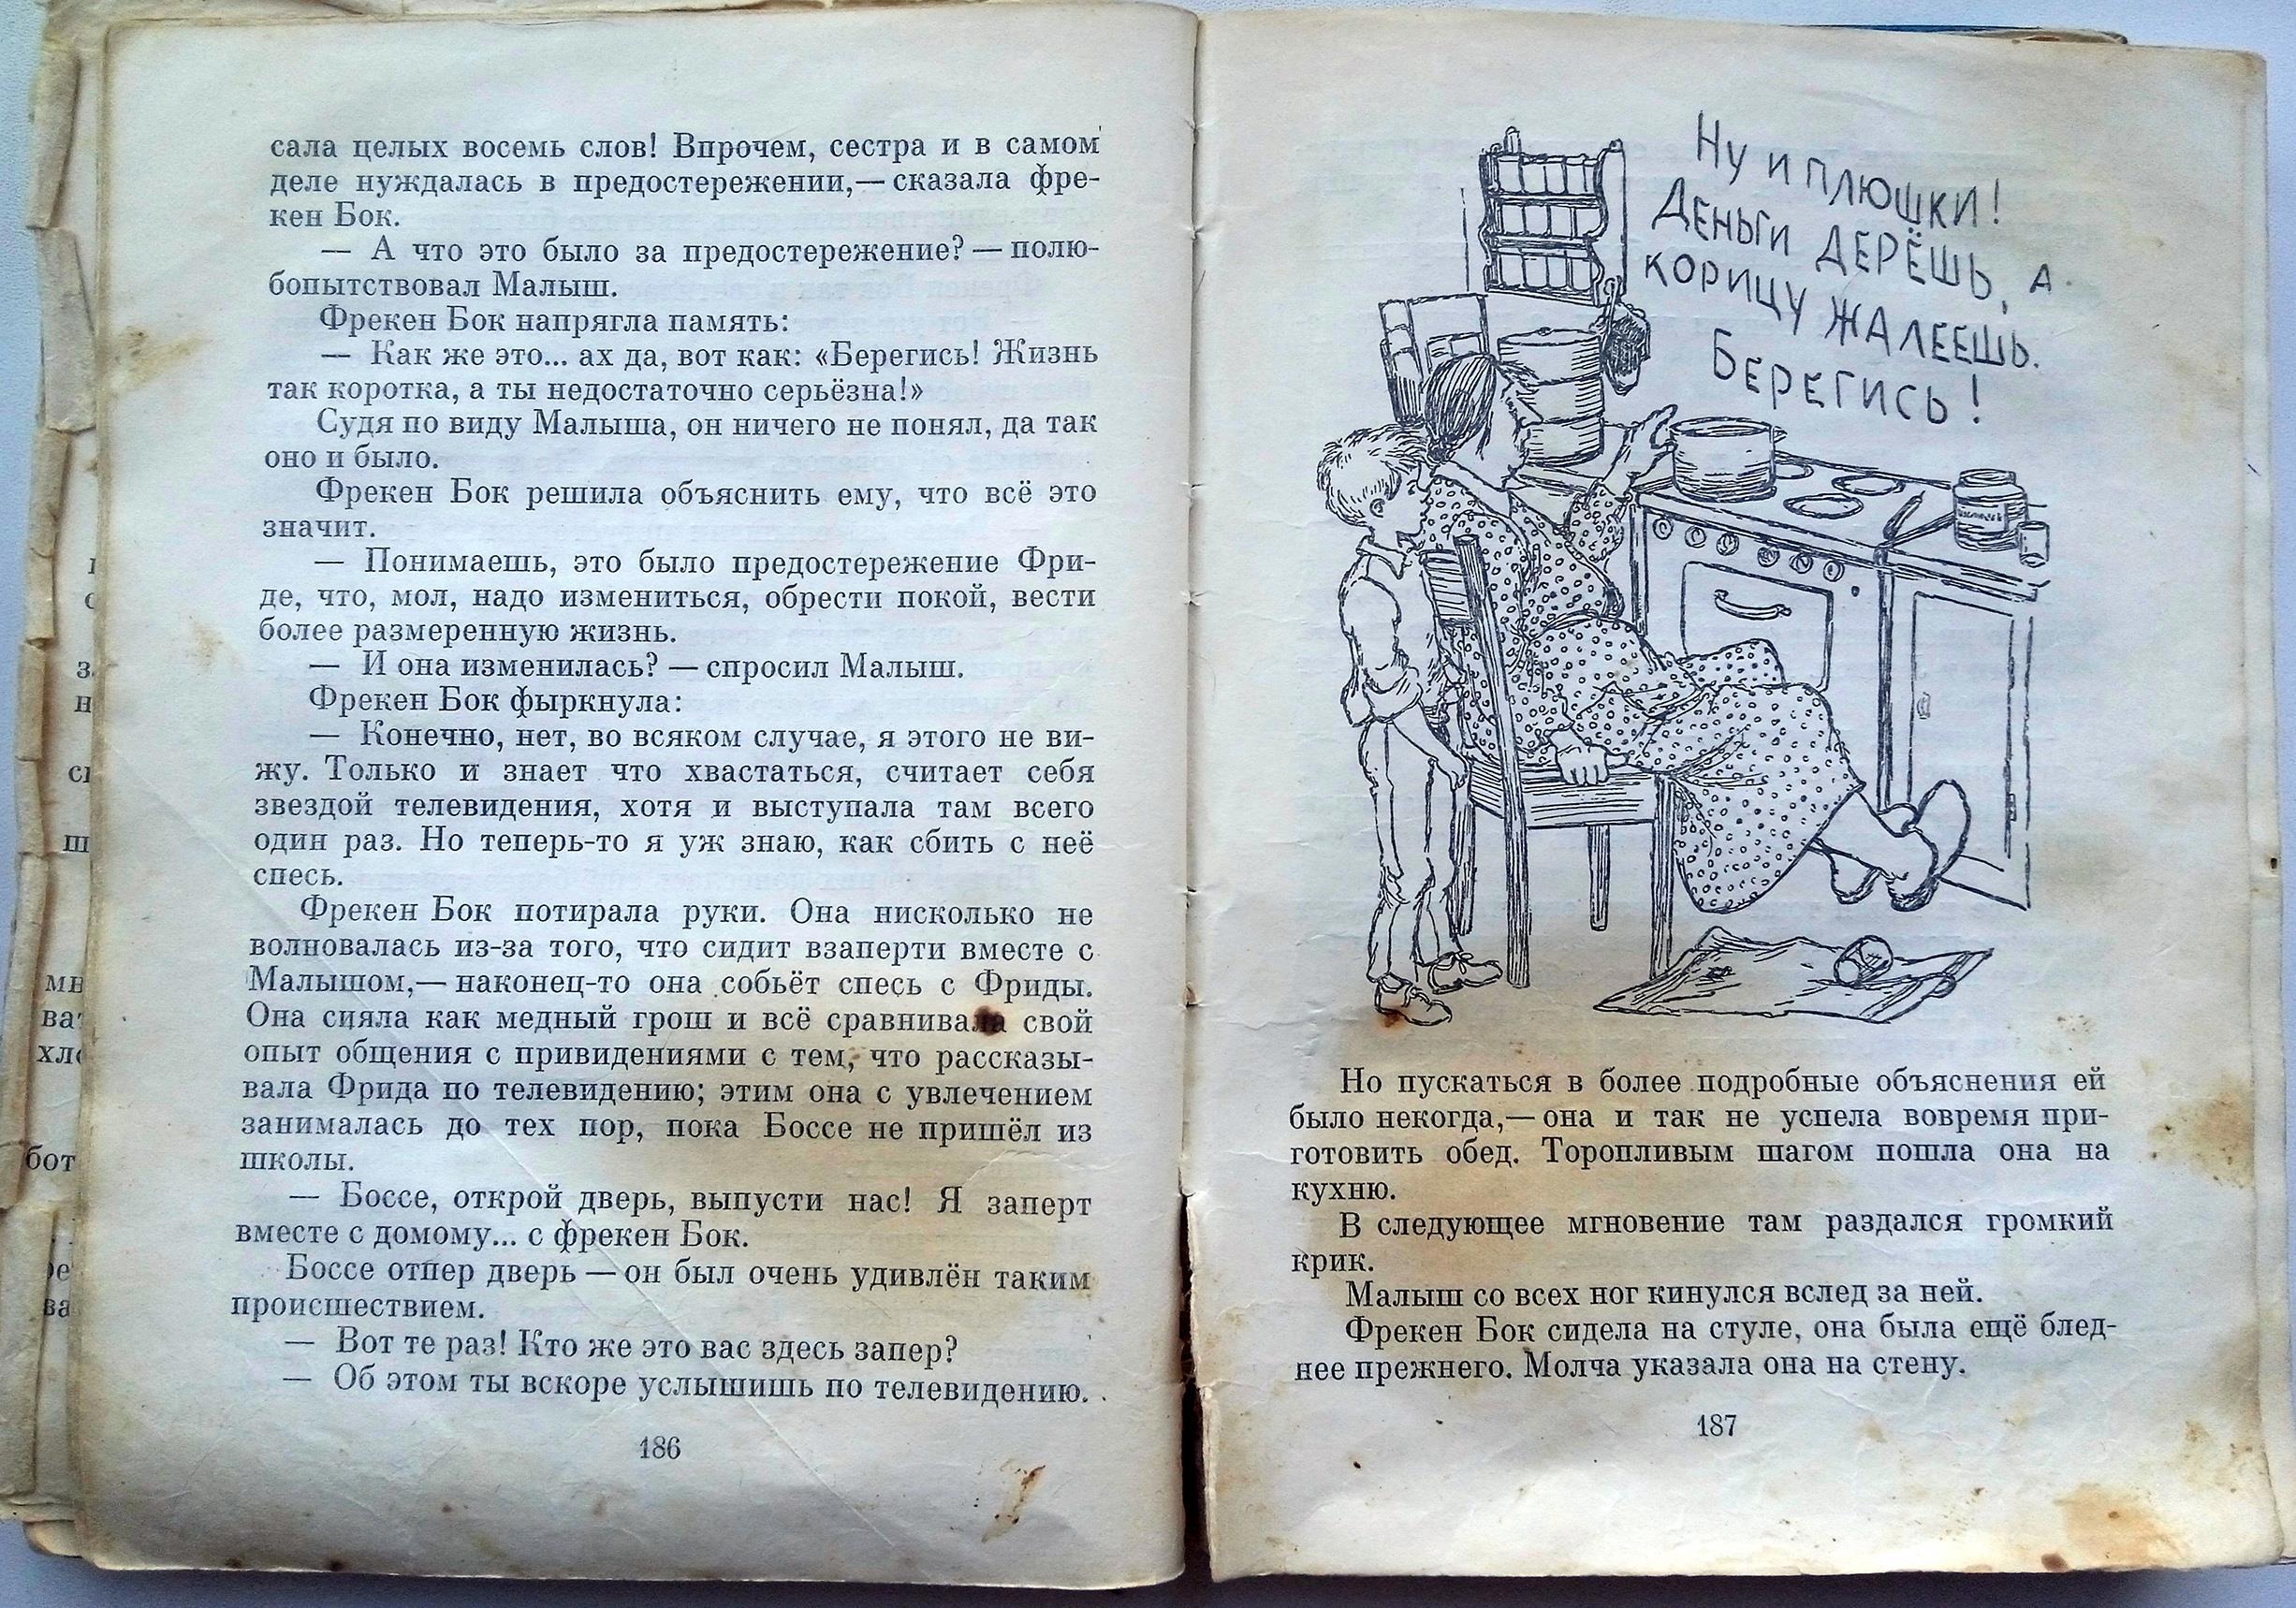 сала целых восемь слов! Впрочем, сестра и в самом
деле нуждалась в предостережении,— сказала фре-
кен Бок.
— А что это было за предостережение? — полю-
бопытствовал Малыш.
Фрекен Бок напрягла память:
— Как же это... ах да, вот как: «Берегись! Жизнь
так коротка, а ты недостаточно серьёзна!»
Судя по виду Малыша, он ничего не понял, да так
оно и было.
Фрекен Бок решила объяснить ему, что всё это
значит.
— Понимаешь, это было предостережение Фри-
де, что, мол, надо измениться, обрести покой, вести
более размеренную жизнь.
— И она изменилась? — спросил Малыш.
Фрекен Бок фыркнула:
— Конечно, нет, во всяком случае, я этого не ви-
жу. Только и знает что хвастаться, считает себя
звездой телевидения, хотя и выступала там всего
один раз. Но теперь-то я уж знаю, как сбить с неё
спесь.
Фрекен Бок потирала руки. Она нисколько не
волновалась из-за того, что сидит взаперти вместе с
Малышом,— наконец-то она собьёт спесь с Фриды.
Она сияла как медный грош и всё сравнивала свой
опыт общения с привидениями с тем, что рассказы-
вала Фрида по телевидению; этим она с увлечением
занималась до тех пор, пока Боссе не пришёл из
школы.
— Боссе, открой дверь, выпусти нас! Я заперт
вместе с домому... с фрекен Бок.
Боссе отпер дверь — он был очень удивлён таким
происшествием.
— Вот те раз! Кто же это вас здесь запер?
— Об этом ты вскоре услышишь по телевидению.
186
Ну и плюшки!
Деньги дерёшь, а
корицу жалеешь.
Берегись!
Но пускаться в более подробные объяснения ей
было некогда,— она и так не успела вовремя при-
готовить обед. Торопливым шагом пошла она на
кухню.
В следующее мгновение там раздался громкий
крик.
Малыш со всех ног кинулся вслед за ней.
Фрекен Бок сидела на стуле, она была ещё блед-
нее прежнего. Молча указала она на стену.
187